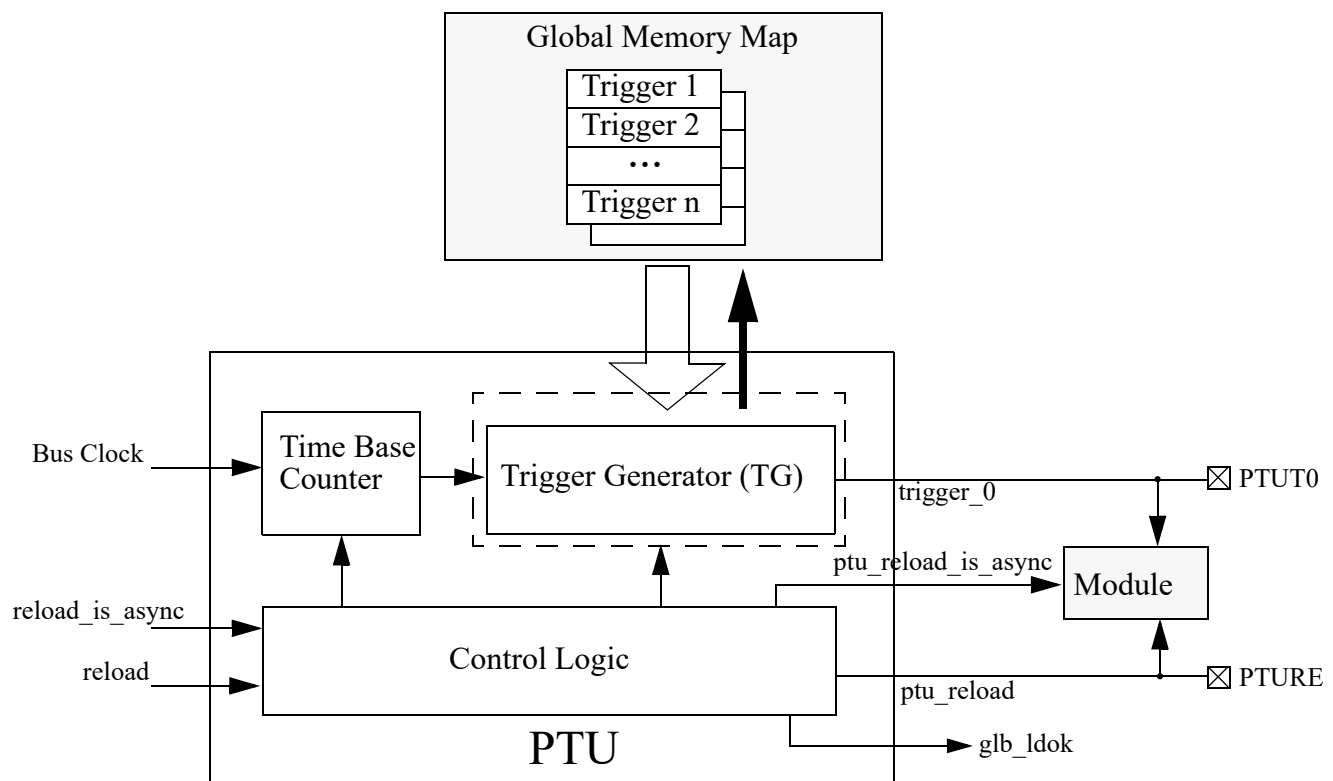 Global Memory Map
Trigger 1
Trigger 2
...
Trigger n
Bus Clock
Time Base
Counter
Trigger Generator (TG)
trigger_0
PTUT0
ptu_reload_is_async
Module
reload_is_async
reload
Control Logic
ptu_reload
PTURE
PTU
glb_ldok